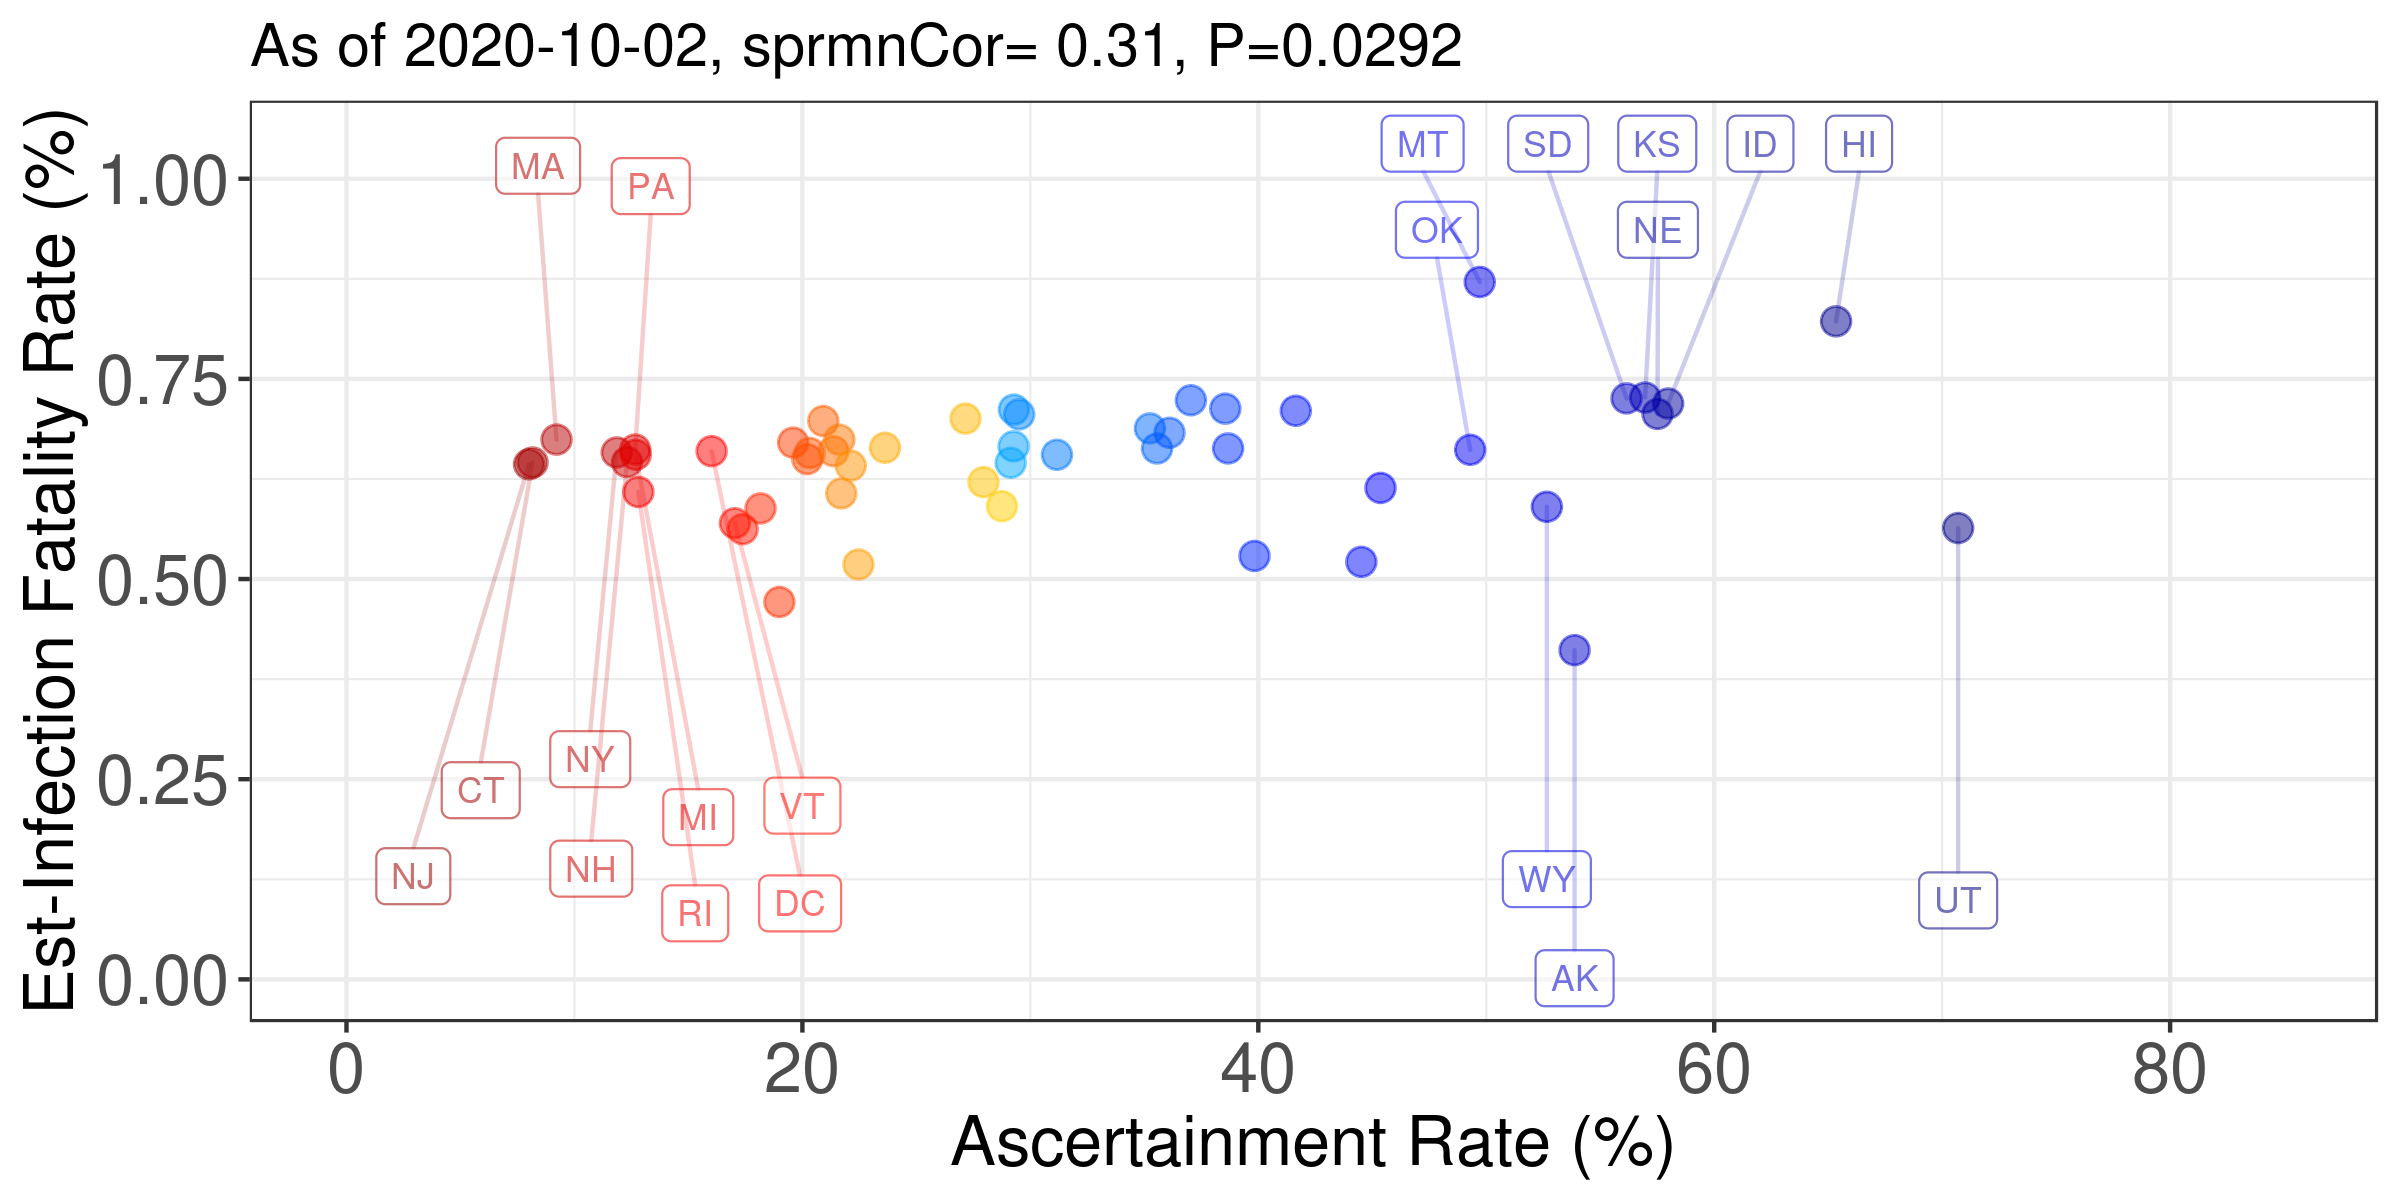 As of 2020-10-02, sprmnCor= 0.31, P=0.0292
Est-Infection Fatality Rate (%)
1.00
0.75
0.50
0.25
0.00
MA
PA
MT
SD
KS
ID
HI
OK
NE
NY
CT
MI
VT
NJ
NH
RI
DC
WY
UT
AK
0
20
40
60
80
Ascertainment Rate (%)